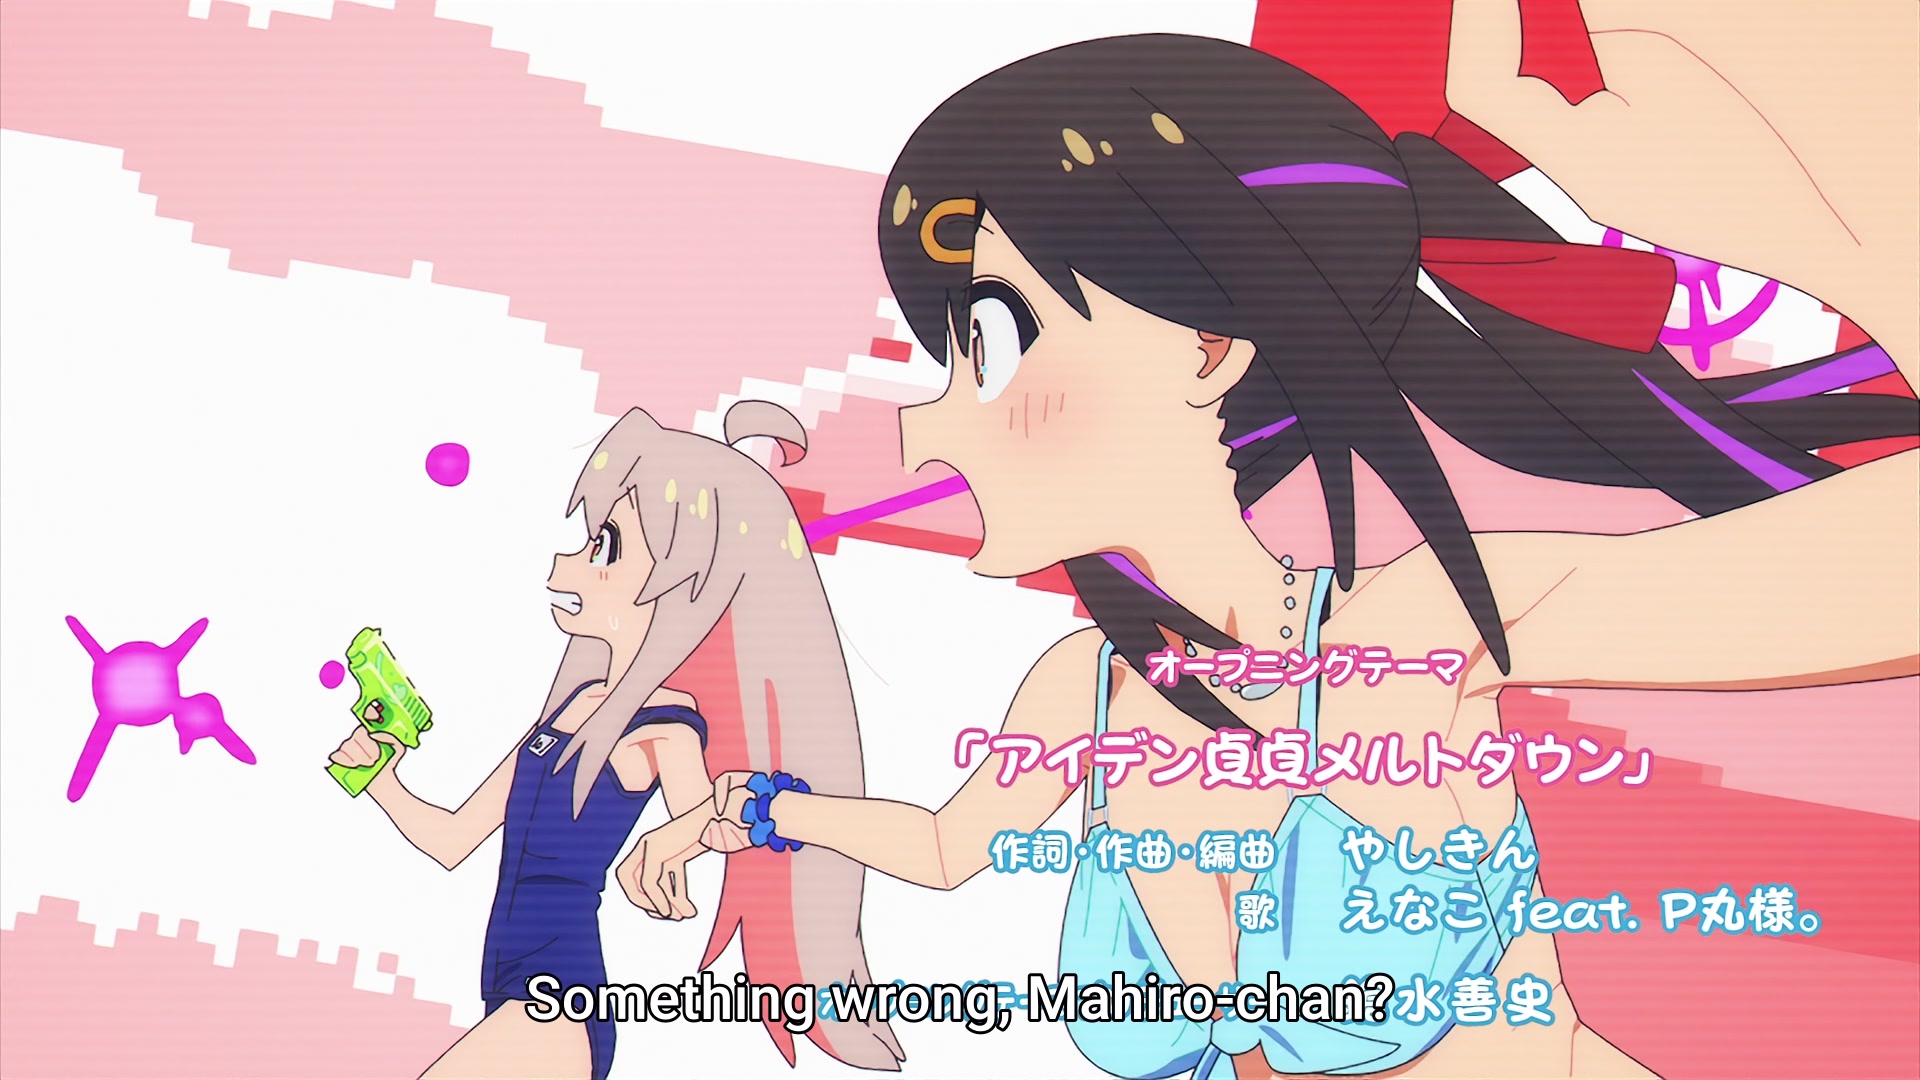 オープニングテーマ
「アイデン貞貞メルトダウン」
作詞・作曲・編曲 やしきん
歌 えなこ feat. P丸様。
水善史
Something wrong, Mahiro-chan?